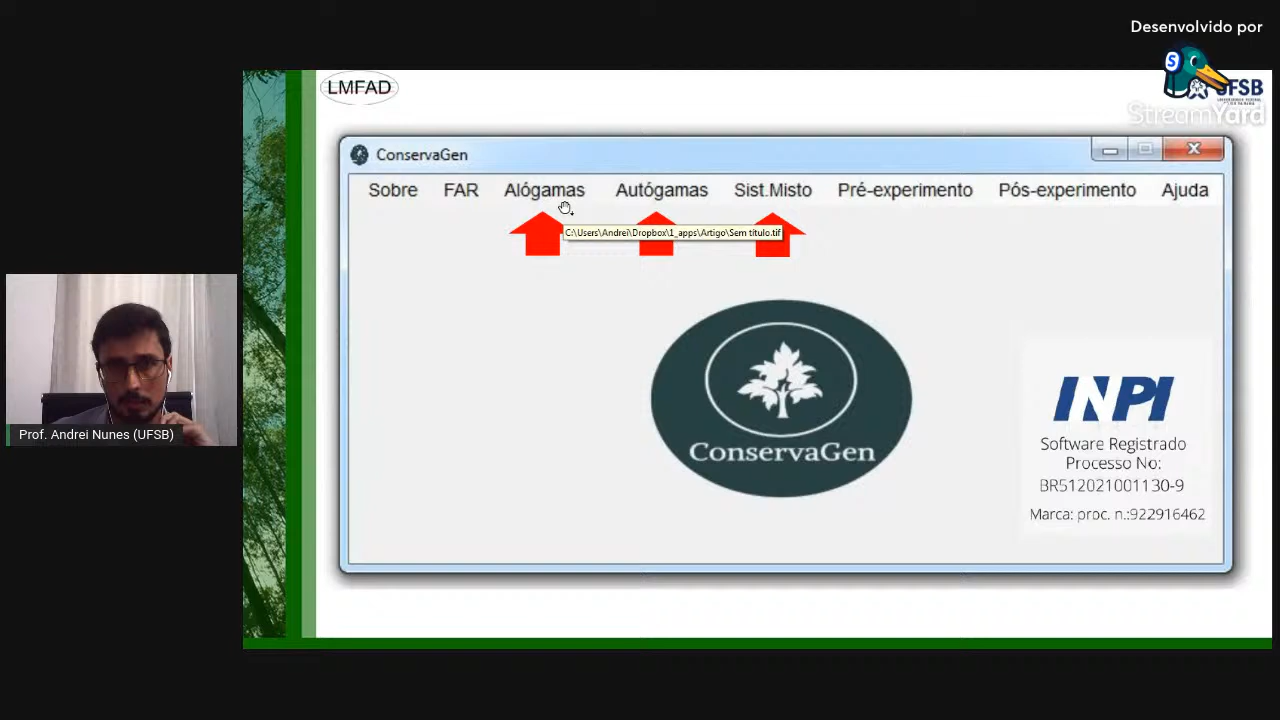 Desenvolvido por
StreamYard
LMFAD
UFSB
ConservaGen
Sobre FAR Alógamas Autógamas Sist.Misto Pré-experimento Pós-experimento Ajuda
C:\Users\Andrei\Dropbox\1_apps\Artigo\Sem título.tif
ConservaGen
INPI
Software Registrado
Processo No:
BR512021001130-9
Marca: proc. n.:922916462
Prof. Andrei Nunes (UFSB)